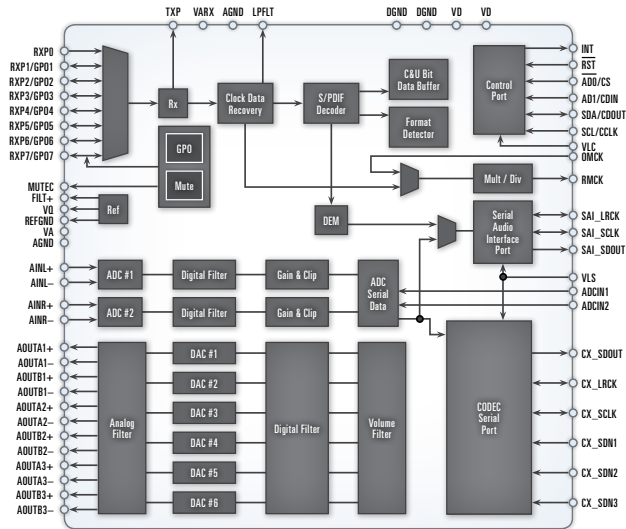 TXP VARX AGND LPFLT DGND DGND VD VD
RXP0
RXP1/GPO1
RXP2/GPO2
RXP3/GPO3
RXP4/GPO4
RXP5/GPO5
RXP6/GPO6
RXP7/GPO7
MUTEC
FILT+
VQ
REFGND
VA
AGND
AINL+
AINL–
AINR+
AINR–
AOUTA1+
AOUTA1–
AOUTB1+
AOUTB1–
AOUTA2+
AOUTA2–
AOUTB2+
AOUTB2–
AOUTA3+
AOUTA3–
AOUTB3+
AOUTB3–
Rx
Clock Data
Recovery
S/PDIF
Decoder
C&U Bit
Data Buffer
Format
Detector
Control
Port
GPO
Mute
Ref
Mult / Div
DEM
Serial
Audio
Interface
Port
ADC #1
Digital Filter
Gain & Clip
ADC #2
Digital Filter
Gain & Clip
ADC
Serial
Data
Analog
Filter
DAC #1
DAC #2
DAC #3
DAC #4
DAC #5
DAC #6
Digital Filter
Volume
Filter
CODEC
Serial
Port
INT
RST
AD0/CS
AD1/CDIN
SDA/CDOUT
SCL/CCLK
VLC
OMCK
RMCK
SAI_LRCK
SAI_SCLK
SAI_SDOUT
VLS
ADCIN1
ADCIN2
CX_SDOUT
CX_LRCK
CX_SCLK
CX_SDN1
CX_SDN2
CX_SDN3